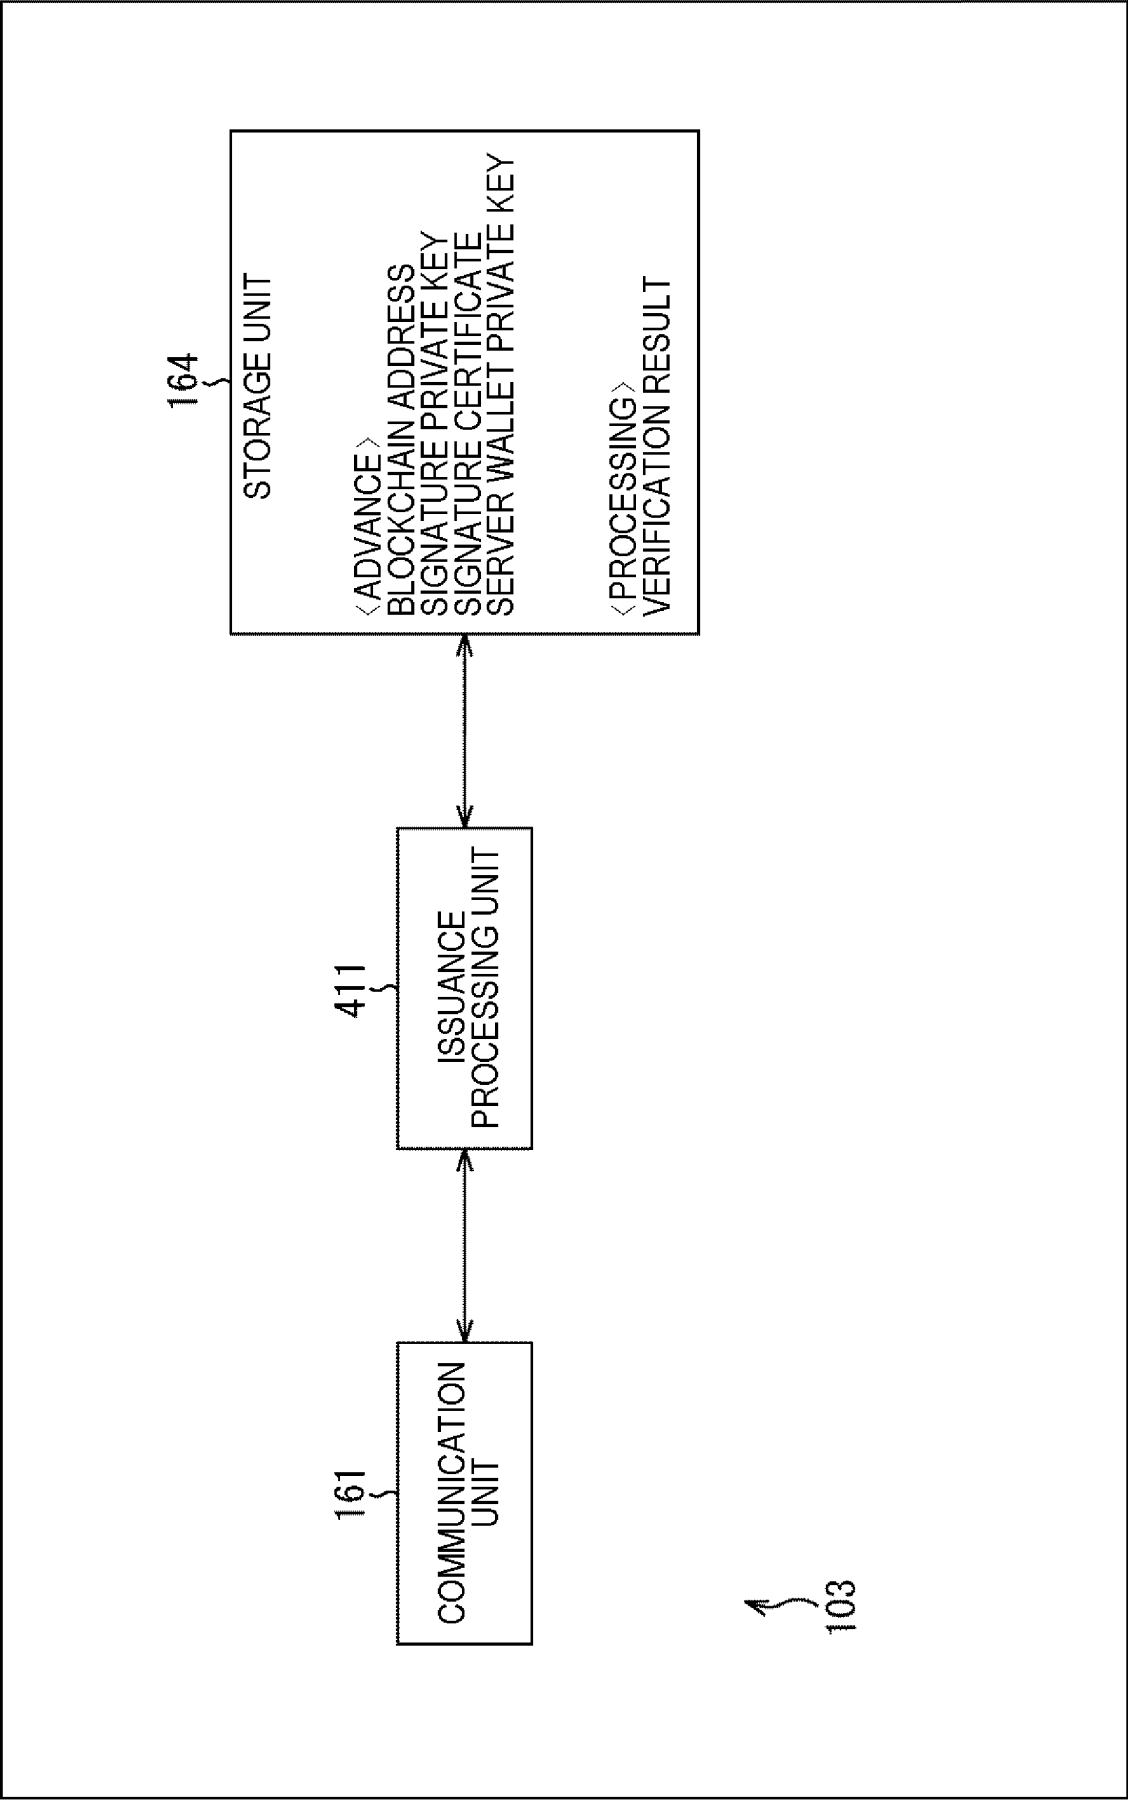 161
COMMUNICATION
UNIT
411
ISSUANCE
PROCESSING UNIT
164
STORAGE UNIT
<ADVANCE>
BLOCKCHAIN ADDRESS
SIGNATURE PRIVATE KEY
SIGNATURE CERTIFICATE
SERVER WALLET PRIVATE KEY
<PROCESSING>
VERIFICATION RESULT
103